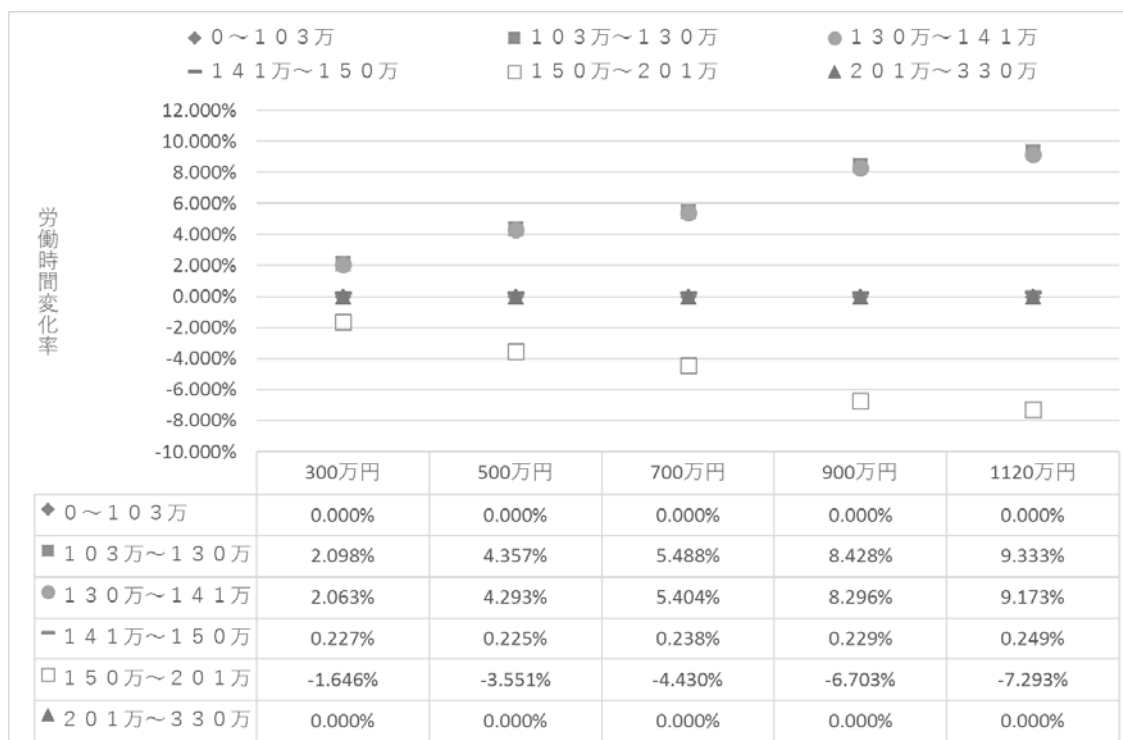 ◆０～１０３万 ■１０３万～１３０万 ●１３０万～１４１万
－１４１万～１５０万 □１５０万～２０１万 ▲２０１万～３３０万
12.000%
10.000%
8.000%
6.000%
4.000%
2.000%
0.000%
-2.000%
-4.000%
-6.000%
-8.000%
-10.000%
労働時間変化率
300万円 500万円 700万円 900万円 1120万円
◆０～１０３万 0.000% 0.000% 0.000% 0.000% 0.000%
■１０３万～１３０万 2.098% 4.357% 5.488% 8.428% 9.333%
●１３０万～１４１万 2.063% 4.293% 5.404% 8.296% 9.173%
－１４１万～１５０万 0.227% 0.225% 0.238% 0.229% 0.249%
□１５０万～２０１万 -1.646% -3.551% -4.430% -6.703% -7.293%
▲２０１万～３３０万 0.000% 0.000% 0.000% 0.000% 0.000%